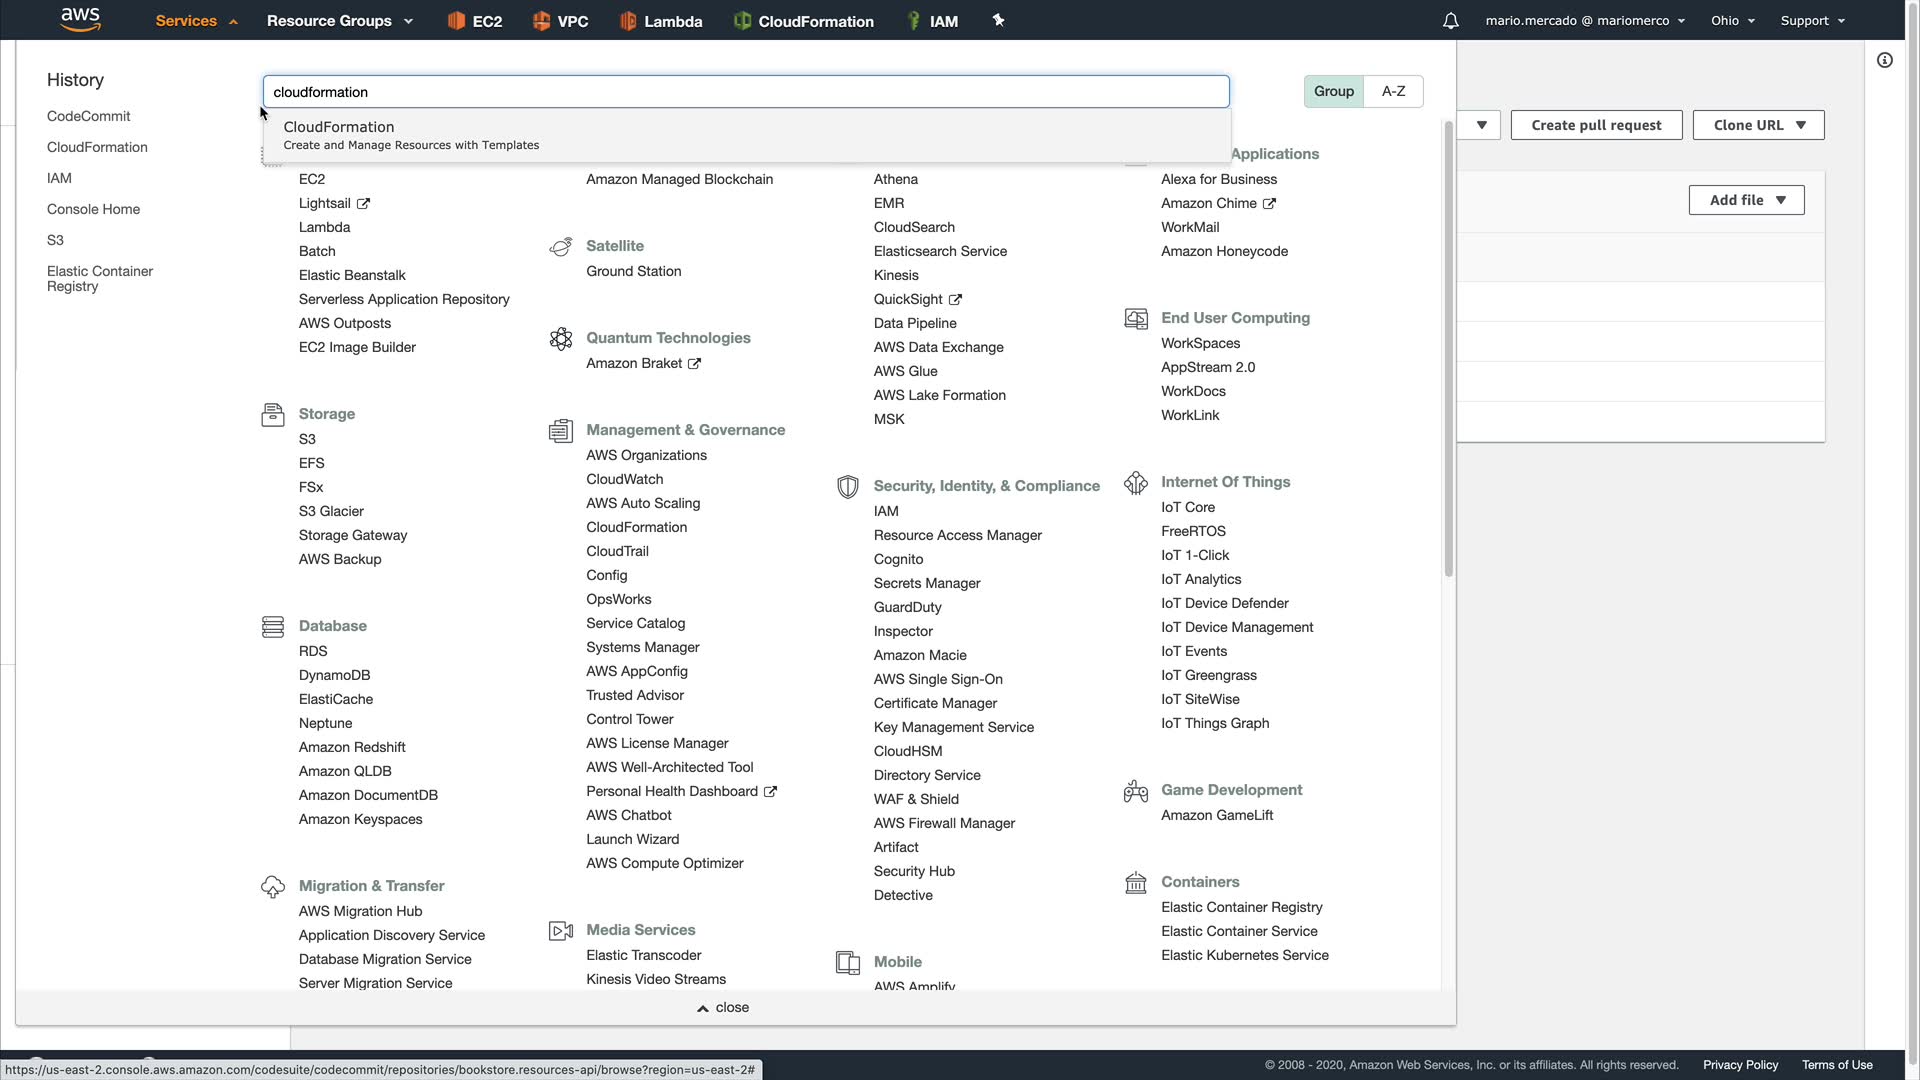 aws
Services
Resource Groups
EC2
VPC
Lambda
CloudFormation
IAM
mario.mercado @ mariomerco
Ohio
Support
History
CodeCommit
CloudFormation
IAM
Console Home
S3
Elastic Container
Registry
cloudformation
Group
A-Z
CloudFormation
Create and Manage Resources with Templates
EC2
Lightsail
Lambda
Batch
Elastic Beanstalk
Serverless Application Repository
AWS Outposts
EC2 Image Builder
Storage
S3
EFS
FSx
S3 Glacier
Storage Gateway
AWS Backup
Database
RDS
DynamoDB
ElastiCache
Neptune
Amazon Redshift
Amazon QLDB
Amazon DocumentDB
Amazon Keyspaces
Migration & Transfer
AWS Migration Hub
Application Discovery Service
Database Migration Service
Server Migration Service
Amazon Managed Blockchain
Satellite
Ground Station
Quantum Technologies
Amazon Braket
Management & Governance
AWS Organizations
CloudWatch
AWS Auto Scaling
CloudFormation
CloudTrail
Config
OpsWorks
Service Catalog
Systems Manager
AWS AppConfig
Trusted Advisor
Control Tower
AWS License Manager
AWS Well-Architected Tool
Personal Health Dashboard
AWS Chatbot
Launch Wizard
AWS Compute Optimizer
Media Services
Elastic Transcoder
Kinesis Video Streams
Athena
EMR
CloudSearch
Elasticsearch Service
Kinesis
QuickSight
Data Pipeline
AWS Data Exchange
AWS Glue
AWS Lake Formation
MSK
Security, Identity, & Compliance
IAM
Resource Access Manager
Cognito
Secrets Manager
GuardDuty
Inspector
Amazon Macie
AWS Single Sign-On
Certificate Manager
Key Management Service
CloudHSM
Directory Service
WAF & Shield
AWS Firewall Manager
Artifact
Security Hub
Detective
Mobile
AWS Amplify
Applications
Alexa for Business
Amazon Chime
WorkMail
Amazon Honeycode
End User Computing
WorkSpaces
AppStream 2.0
WorkDocs
WorkLink
Internet Of Things
IoT Core
FreeRTOS
IoT 1-Click
IoT Analytics
IoT Device Defender
IoT Device Management
IoT Events
IoT Greengrass
IoT SiteWise
IoT Things Graph
Game Development
Amazon GameLift
Containers
Elastic Container Registry
Elastic Container Service
Elastic Kubernetes Service
close
Create pull request
Clone URL
Add file
https://us-east-2.console.aws.amazon.com/codesuite/codecommit/repositories/bookstore.resources-api/browse?region=us-east-2#
© 2008 - 2020, Amazon Web Services, Inc. or its affiliates. All rights reserved.
Privacy Policy
Terms of Use